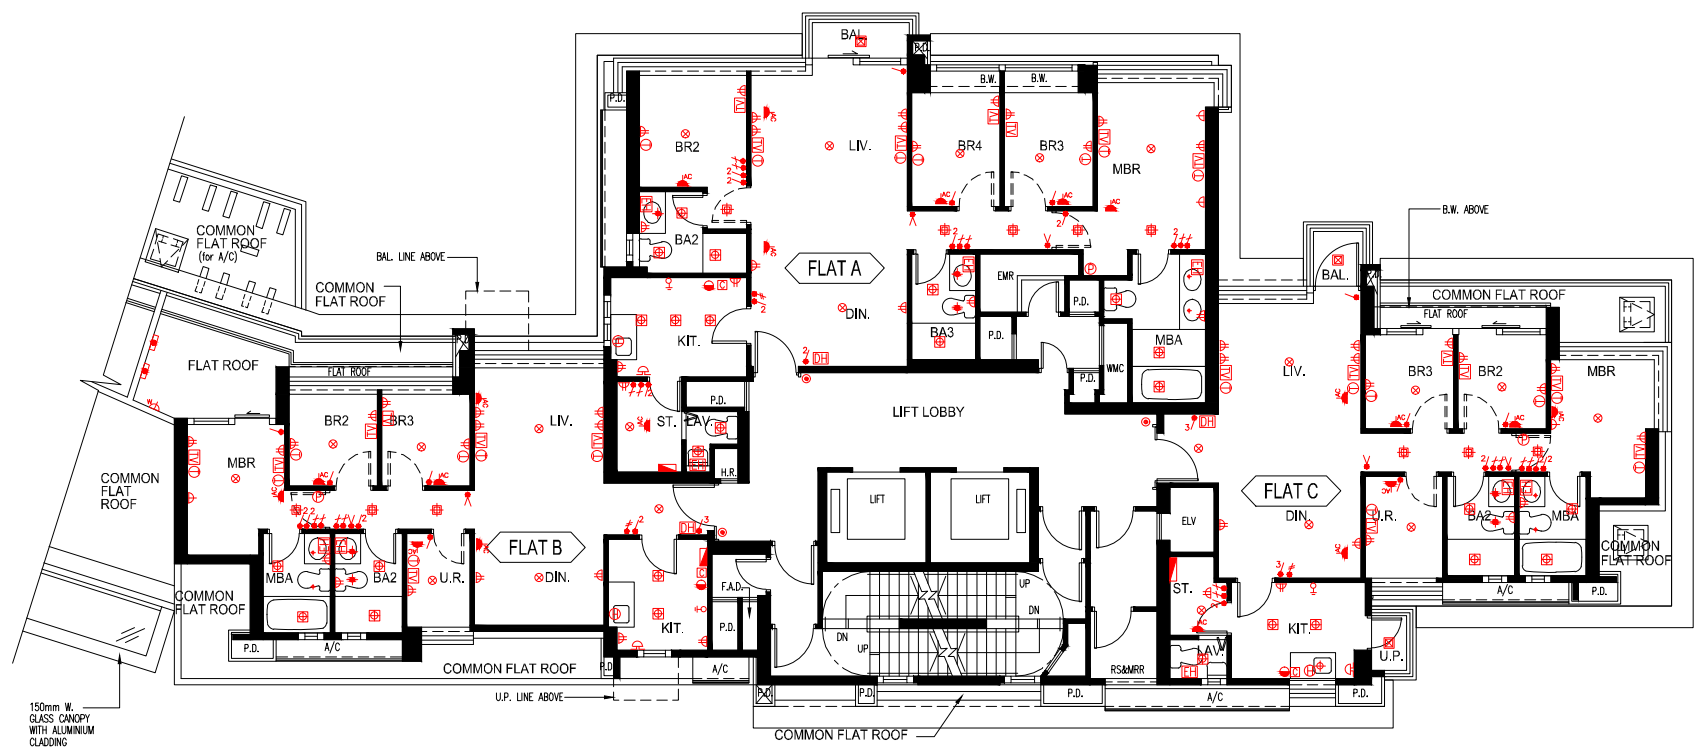 BAL.
P.D.
P.D.
B.W.
B.W.
BR2
LIV.
BR4
BR3
MBR
COMMON
FLAT ROOF
(for A/C)
BA2
B.W. ABOVE
BAL. LINE ABOVE
FLAT A
EMR
BAL.
COMMON
FLAT ROOF
P.D.
COMMON FLAT ROOF
FLAT ROOF
DIN.
KIT.
BA3
P.D.
MBA
DH
FLAT ROOF
FLAT ROOF
WMC
P.D.
LIV.
BR3
BR2
MBR
P.D.
LIFT LOBBY
BR2
BR3
LIV.
ST.
LAV.
DH
MBR
H.R.
COMMON
FLAT
ROOF
LIFT
LIFT
FLAT C
DIN.
U.R.
BA2
MBA
ELV
DH
FLAT B
COMMON
FLAT ROOF
MBA
BA2
U.R.
DIN.
F.A.D.
UP
ST.
A/C
P.D.
COMMON
FLAT ROOF
DN
KIT.
P.D.
DN
KIT.
UP
LAV.
U.P.
P.D.
A/C
COMMON FLAT ROOF
P.D.
A/C
RS&MRR
EH
U.P. LINE ABOVE
P.D.
P.D.
P.D.
A/C
P.D.
150mm W.
GLASS CANOPY
WITH ALUMINIUM
CLADDING
COMMON FLAT ROOF